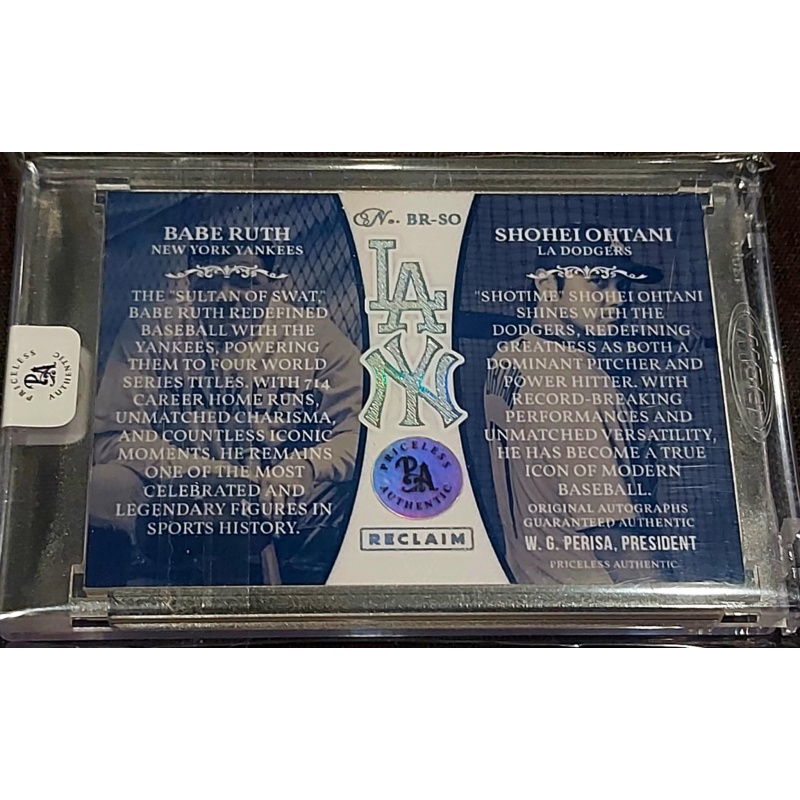 No. BR-SO
BABE RUTH
NEW YORK YANKEES
THE "SULTAN OF SWAT,"
BABE RUTH REDEFINED
BASEBALL WITH THE
YANKEES, POWERING
THEM TO FOUR WORLD
SERIES TITLES. WITH 714
CAREER HOME RUNS,
UNMATCHED CHARISMA,
AND COUNTLESS ICONIC
MOMENTS, HE REMAINS
ONE OF THE MOST
CELEBRATED AND
LEGENDARY FIGURES IN
SPORTS HISTORY.
LA
NY
PRICELESS
PA
AUTHENTIC
RECLAIM
SHOHEI OHTANI
LA DODGERS
"SHOTIME" SHOHEI OHTANI
SHINES WITH THE
DODGERS, REDEFINING
GREATNESS AS BOTH A
DOMINANT PITCHER AND
POWER HITTER. WITH
RECORD-BREAKING
PERFORMANCES AND
UNMATCHED VERSATILITY,
HE HAS BECOME A TRUE
ICON OF MODERN
BASEBALL.
ORIGINAL AUTOGRAPHS
GUARANTEED AUTHENTIC
W. G. PERISA, PRESIDENT
PRICELESS AUTHENTIC
PRICELESS
PA
AUTHENTIC